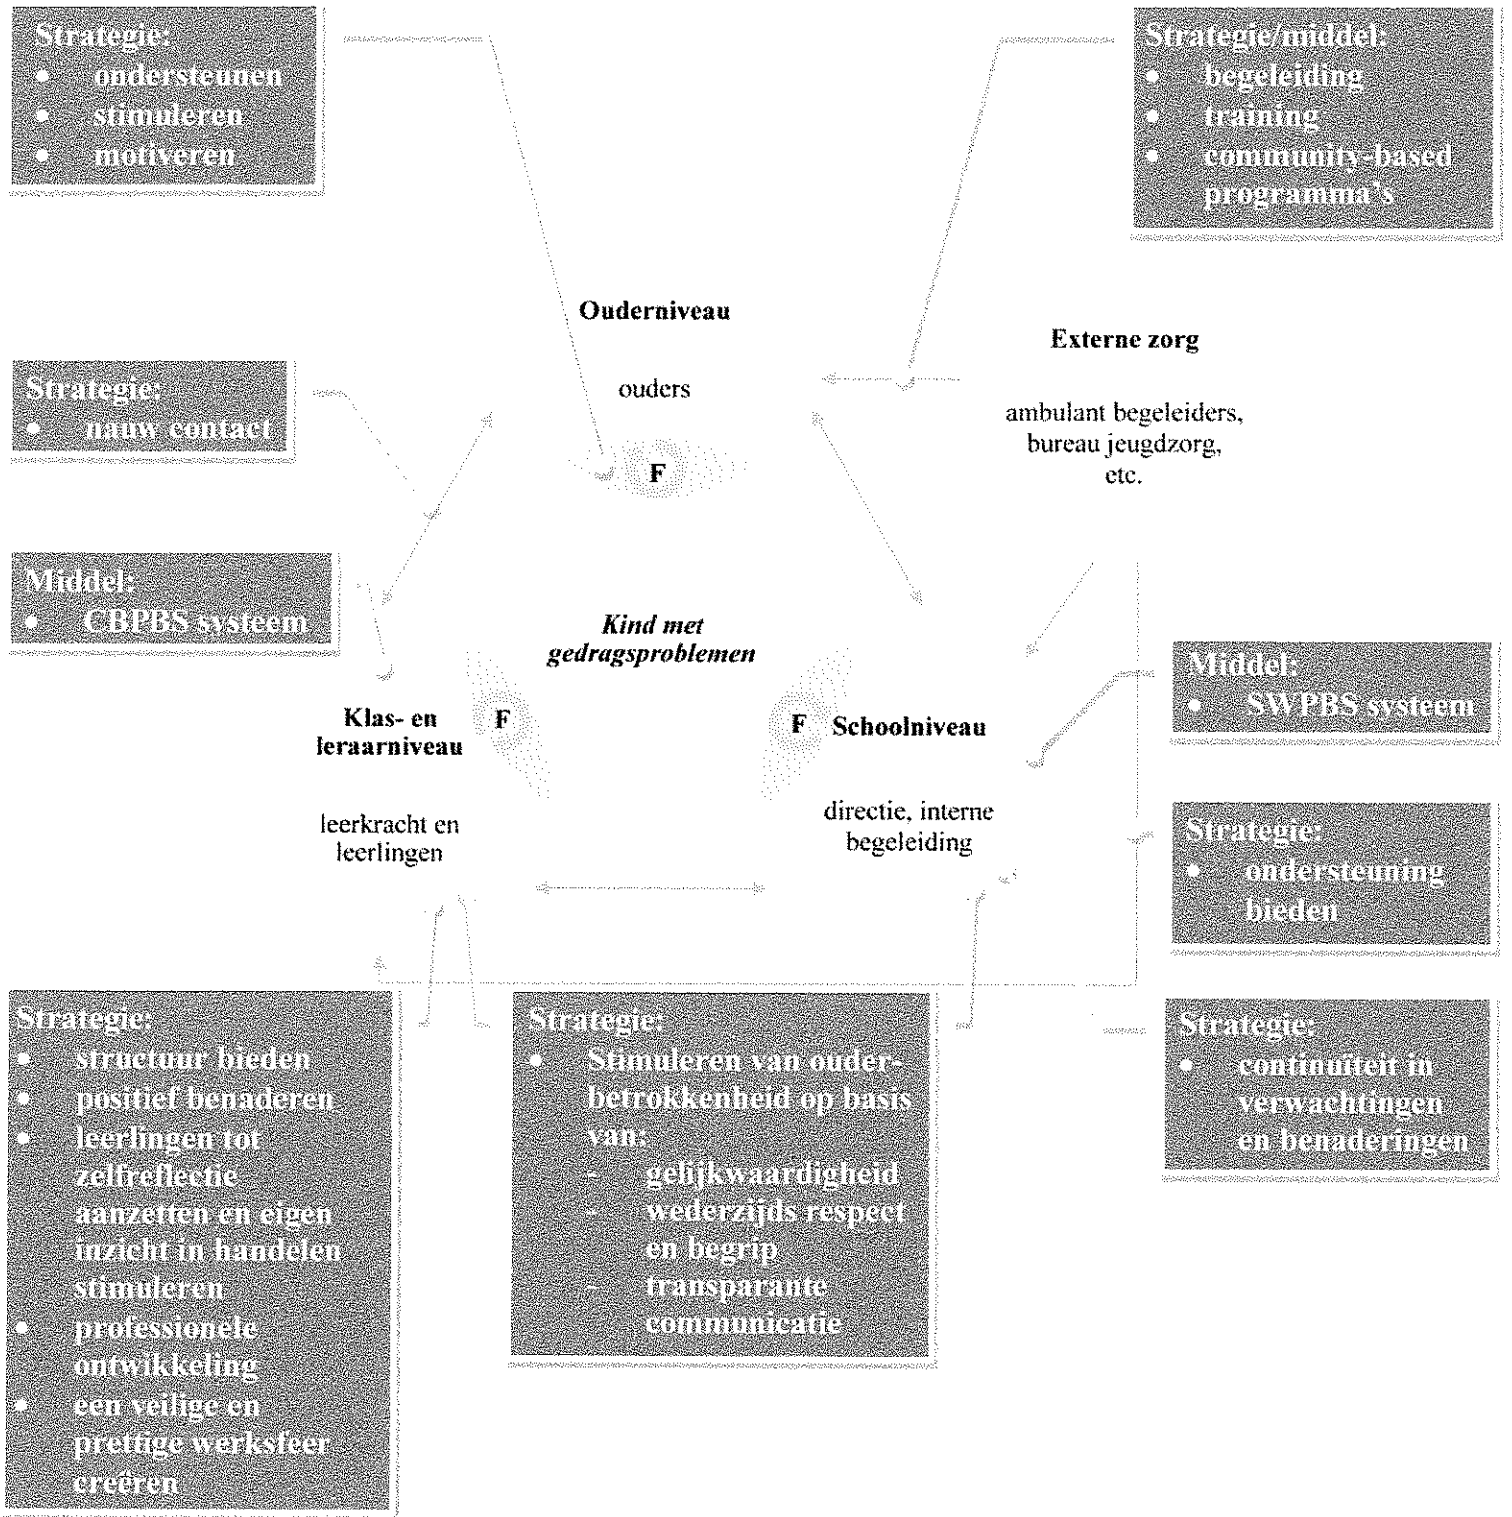 Strategie:
• ondersteunen
• stimuleren
• motiveren
Strategie/middel:
• begeleiding
• training
• community-based
programma's
Ouderniveau
ouders
F
Externe zorg
ambulant begeleiders,
bureau jeugdzorg,
etc.
Strategie:
• nauw contact
Middel:
• CBPBS systeem
Kind met
gedragsproblemen
Klas- en
leraarniveau
F
leerkracht en
leerlingen
F
Schoolniveau
directie, interne
begeleiding
Middel:
• SWPBS systeem
Strategie:
• ondersteuning
bieden
Strategie:
• structuur bieden
• positief benaderen
• leerlingen tot
zelfreflectie
aanzetten en eigen
inzicht in handelen
stimuleren
• professionele
ontwikkeling
• een veilige en
prettige werksfeer
creëren
Strategie:
• Stimuleren van ouder-
betrokkenheid op basis
van:
- gelijkwaardigheid
- wederzijds respect
en begrip
- transparante
communicatie
Strategie:
• continuïteit in
verwachtingen
en benaderingen